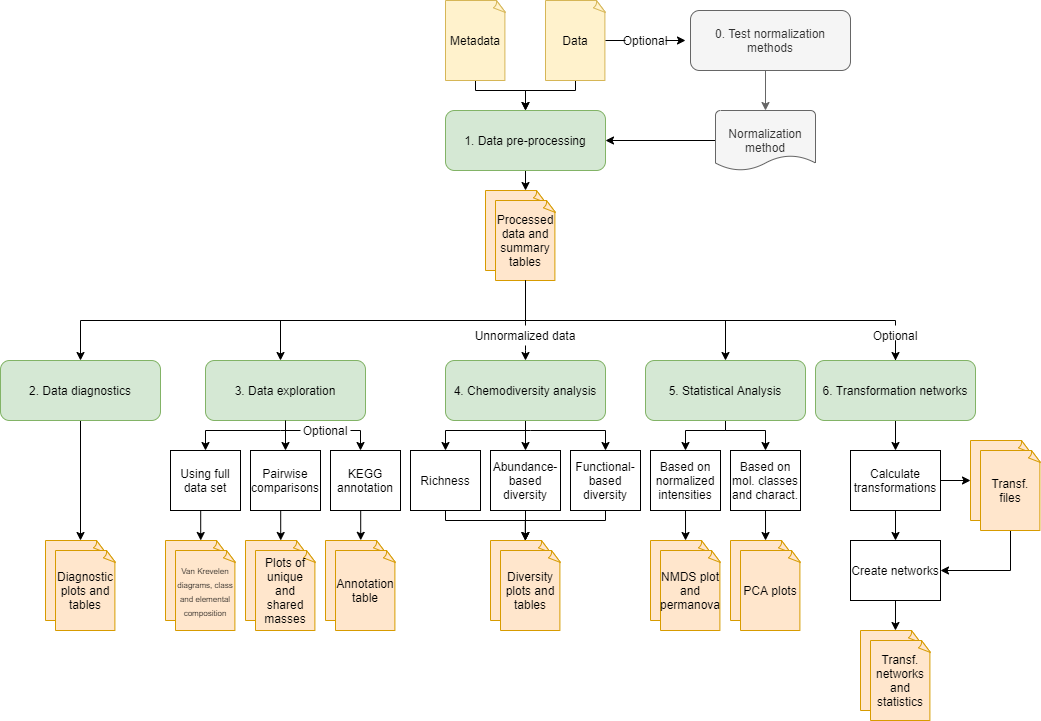 Metadata
Data
Optional
0. Test normalization
methods
1. Data pre-processing
Normalization
method
Processed
data and
summary
tables
Unnormalized data
Optional
2. Data diagnostics
3. Data exploration
4. Chemodiversity analysis
5. Statistical Analysis
6. Transformation networks
Optional
Using full
data set
Pairwise
comparisons
KEGG
annotation
Richness
Abundance-
based
diversity
Functional-
based
diversity
Based on
normalized
intensities
Based on
mol. classes
and charact.
Calculate
transformations
Transf.
files
Create networks
Diagnostic
plots and
tables
Van Krevelen
diagrams, class
and elemental
composition
Plots of
unique
and
shared
masses
Annotation
table
Diversity
plots and
tables
NMDS plot
and
permanova
PCA plots
Transf.
networks
and
statistics